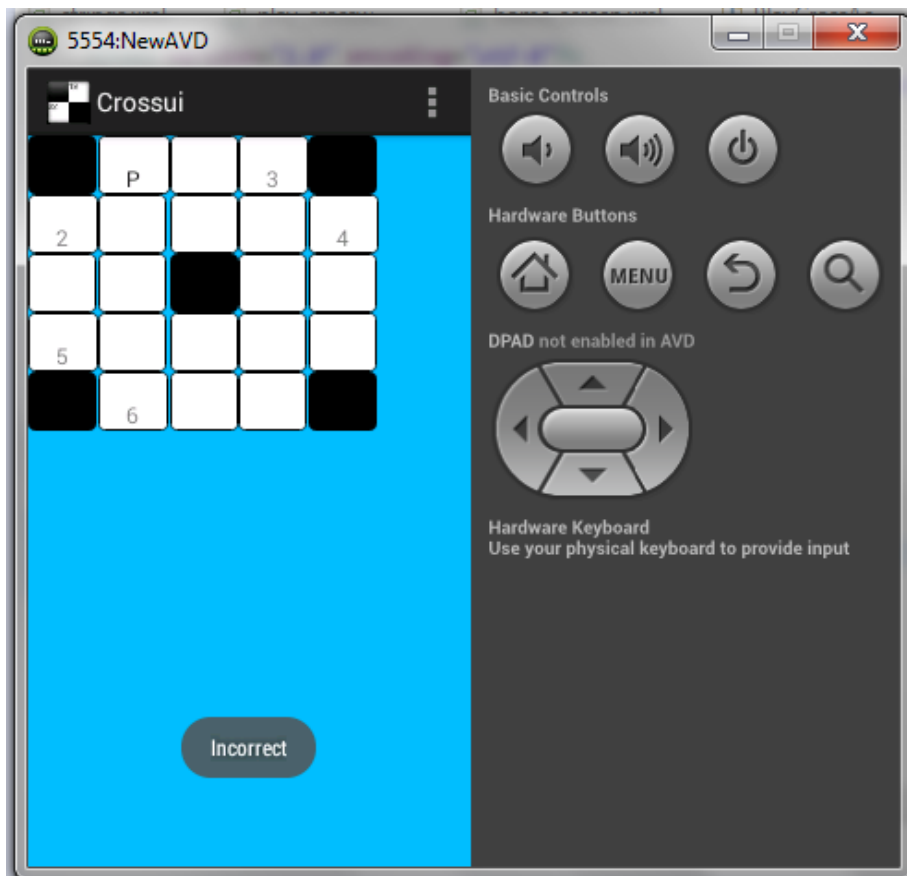 5554:NewAVD
Crossui
P
3
2
4
5
6
Incorrect
Basic Controls
Hardware Buttons
MENU
DPAD not enabled in AVD
Hardware Keyboard
Use your physical keyboard to provide input